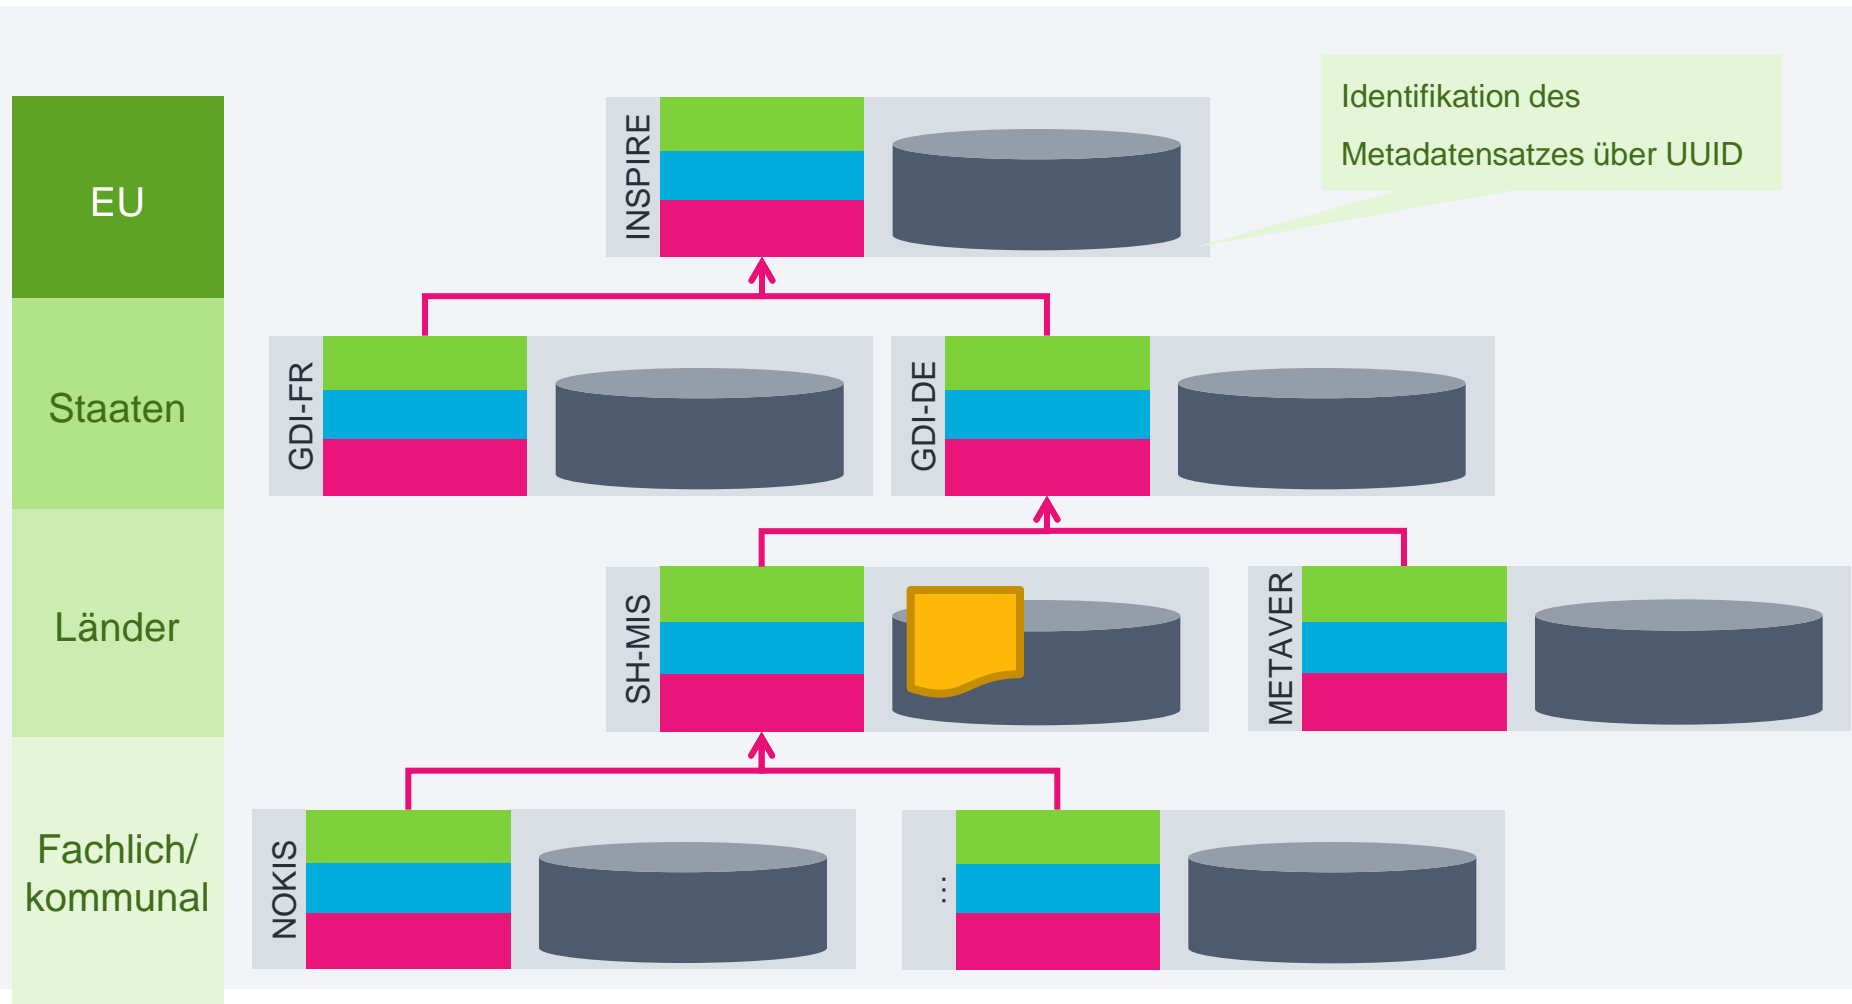 Identifikation des
Metadatensatzes über UUID
EU
INSPIRE
Staaten
GDI-FR
GDI-DE
Länder
SH-MIS
METAVER
Fachlich/
kommunal
NOKIS
...